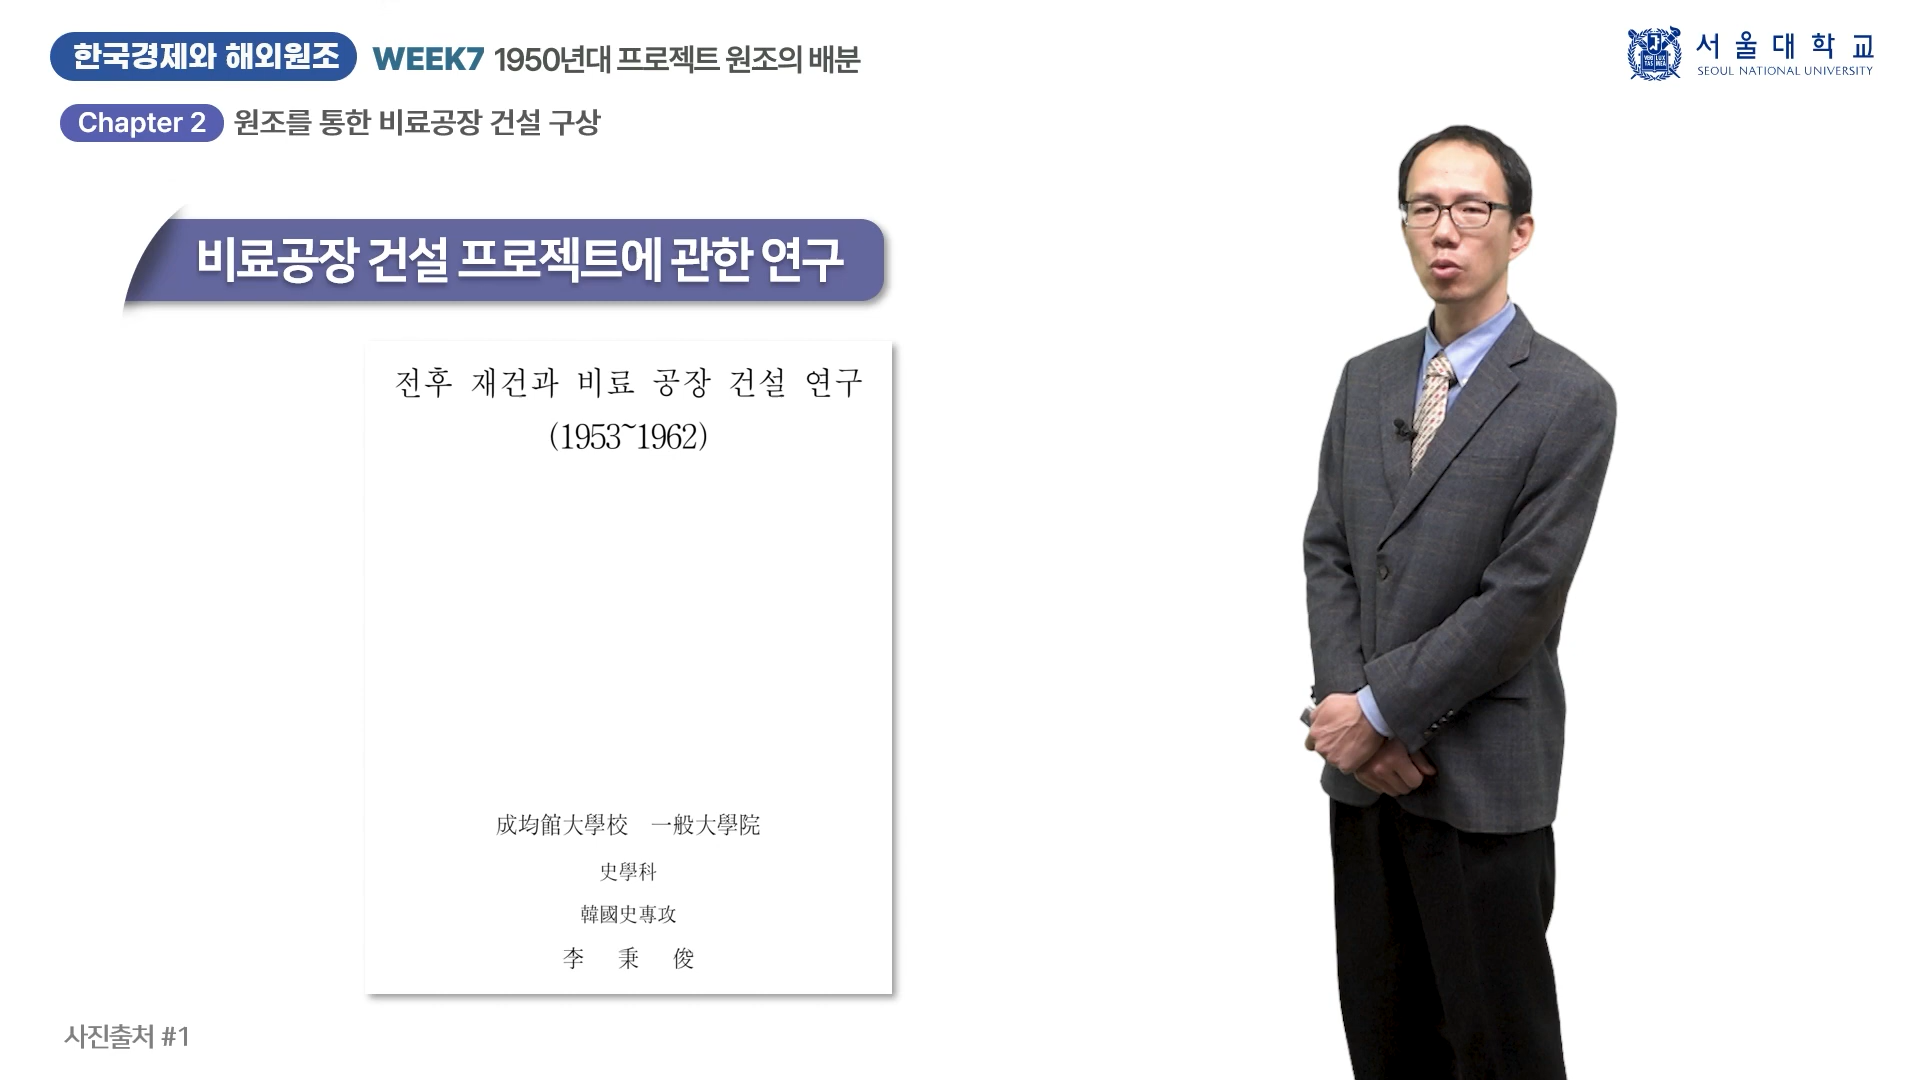 한국경제와 해외원조 WEEK7 1950년대 프로젝트 원조의 배분
서울대학교
SEOUL NATIONAL UNIVERSITY
Chapter 2 원조를 통한 비료공장 건설 구상
비료공장 건설 프로젝트에 관한 연구
전후 재건과 비료 공장 건설 연구
(1953~1962)
成均館大學校 一般大學院
史學科
韓國史專攻
李 秉 俊
사진출처 #1